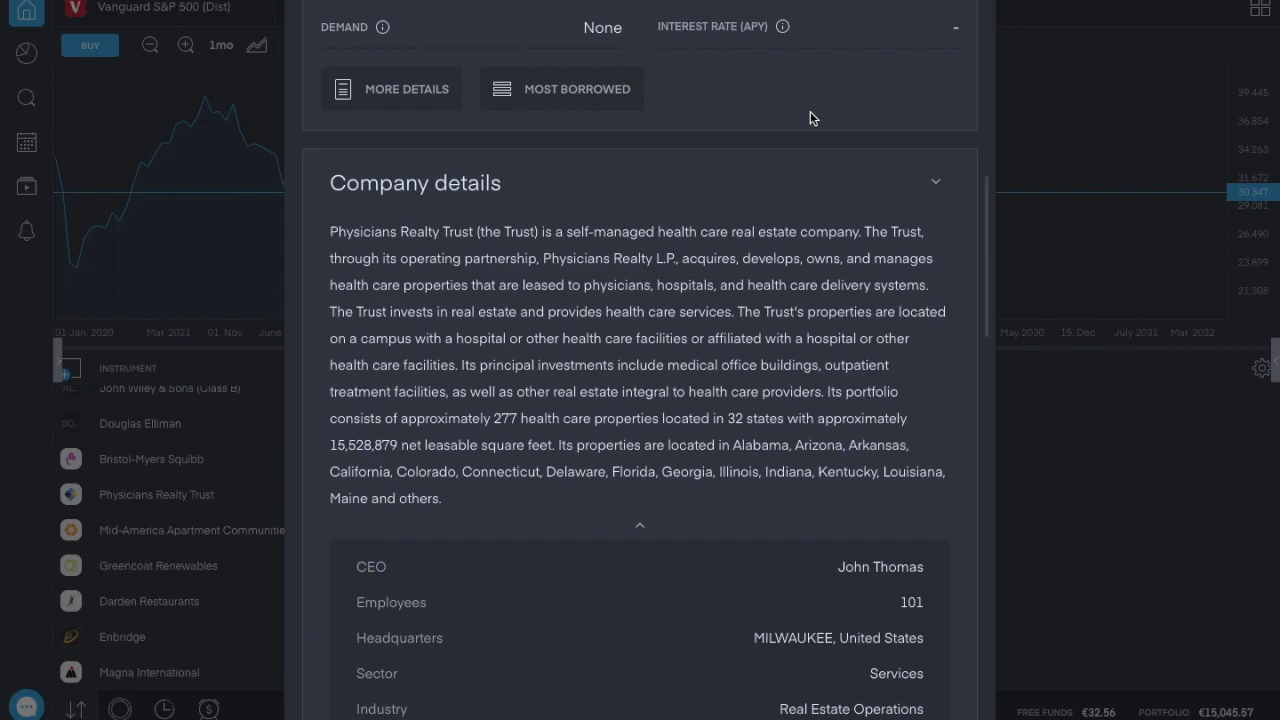 Vanguard S&P 500 (Dist)
BUY
1mo
DEMAND
None
INTEREST RATE (APY)
-
MORE DETAILS
MOST BORROWED
39.445
36.854
34.263
31.672
30.347
29.081
26.490
23.899
21.308
Company details
Physicians Realty Trust (the Trust) is a self-managed health care real estate company. The Trust,
through its operating partnership, Physicians Realty L.P., acquires, develops, owns, and manages
health care properties that are leased to physicians, hospitals, and health care delivery systems.
The Trust invests in real estate and provides health care services. The Trust's properties are located
on a campus with a hospital or other health care facilities or affiliated with a hospital or other
health care facilities. Its principal investments include medical office buildings, outpatient
treatment facilities, as well as other real estate integral to health care providers. Its portfolio
consists of approximately 277 health care properties located in 32 states with approximately
15,528,879 net leasable square feet. Its properties are located in Alabama, Arizona, Arkansas,
California, Colorado, Connecticut, Delaware, Florida, Georgia, Illinois, Indiana, Kentucky, Louisiana,
Maine and others.
01 Jan. 2020 Mar. 2021 01. Nov. June
May 2030 15. Dec. July 2031 Mar. 2032
INSTRUMENT
John Wiley & Sons (Class B)
DO..
Douglas Elliman
Bristol-Myers Squibb
Physicians Realty Trust
Mid-America Apartment Communitie
Greencoat Renewables
Darden Restaurants
Enbridge
Magna International
CEO
John Thomas
Employees
101
Headquarters
MILWAUKEE, United States
Sector
Services
Industry
Real Estate Operations
FREE FUNDS €32.56 PORTFOLIO €15,045.57